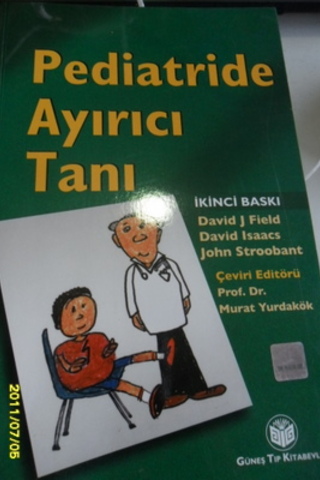 Pediatride
Ayırıcı
Tanı
İKİNCİ BASKI
David J Field
David Isaacs
John Stroobant
Çeviri Editörü
Prof. Dr.
Murat Yurdakök
GÜNEŞ TIP KİTABEVL
2011/07/05